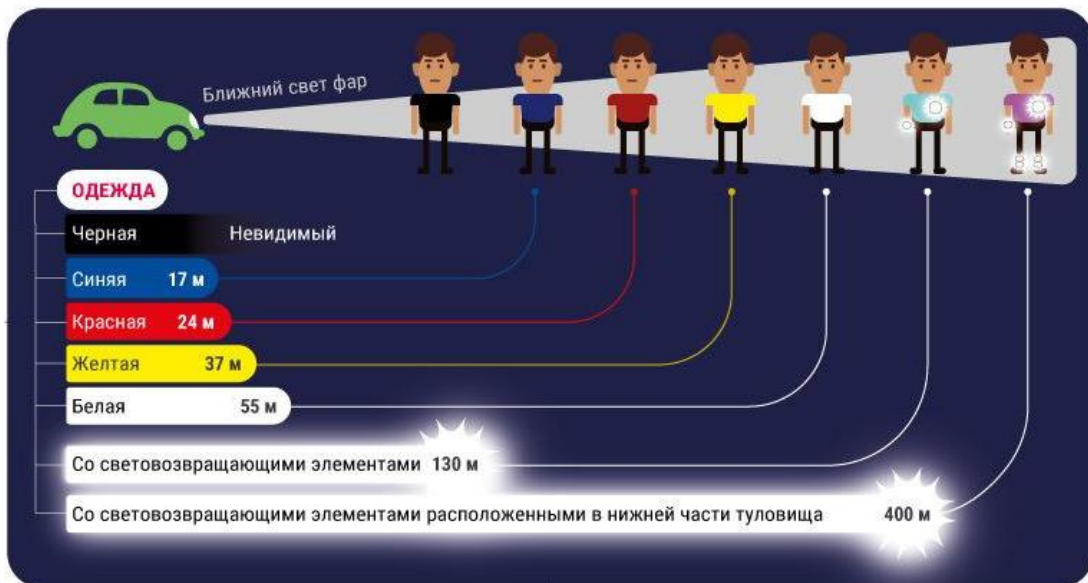 Ближний свет фар
ОДЕЖДА
Черная Невидимый
Синяя 17 м
Красная 24 м
Желтая 37 м
Белая 55 м
Со световозвращающими элементами 130 м
Со световозвращающими элементами расположенными в нижней части туловища 400 м